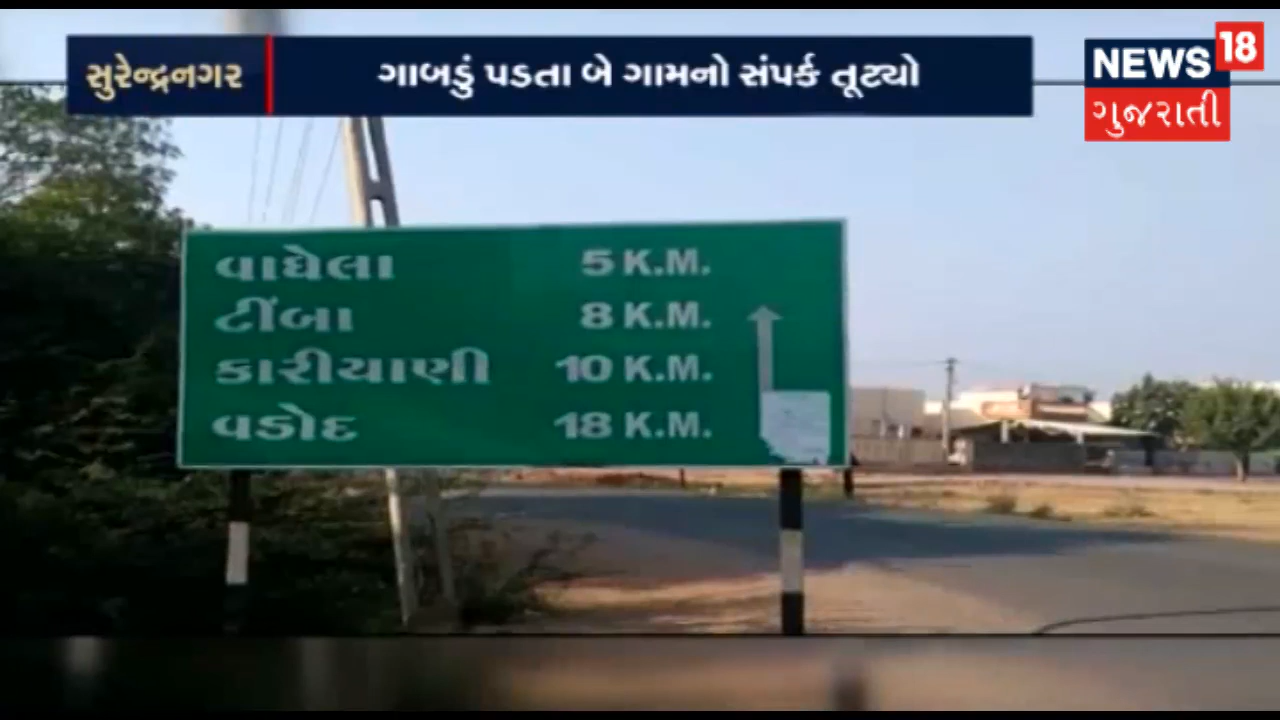 સુરેન્દ્રનગર
ગાબડું પડતા બે ગામનો સંપર્ક તૂટ્યો
NEWS 18
ગુજરાતી
વાઘેલા 5 K.M.
ટીંબા 8 K.M.
કારીયાણી 10 K.M.
વડોદ 18 K.M.